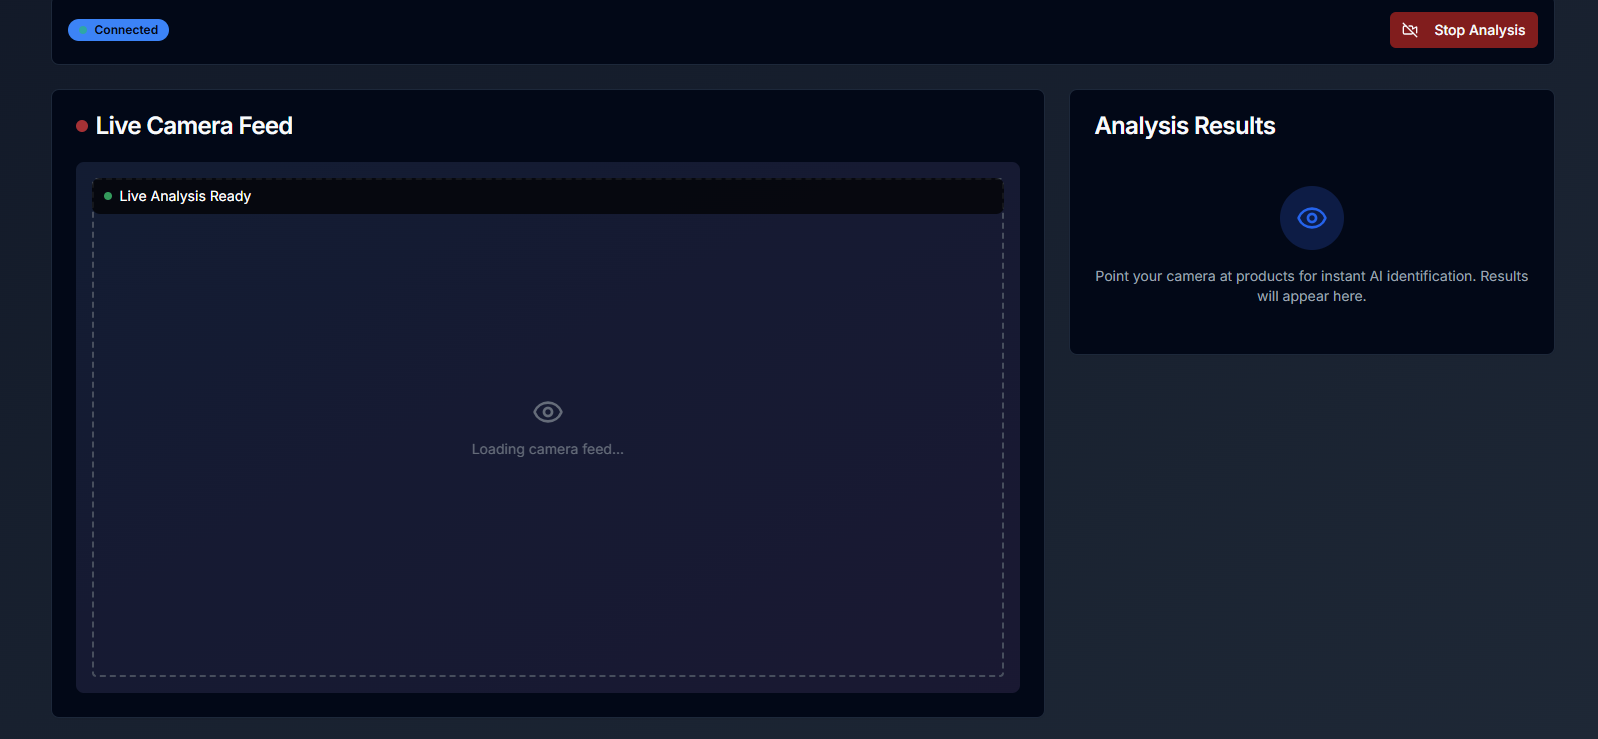 Connected
Stop Analysis
Live Camera Feed
Live Analysis Ready
Loading camera feed...
Analysis Results
Point your camera at products for instant AI identification. Results
will appear here.